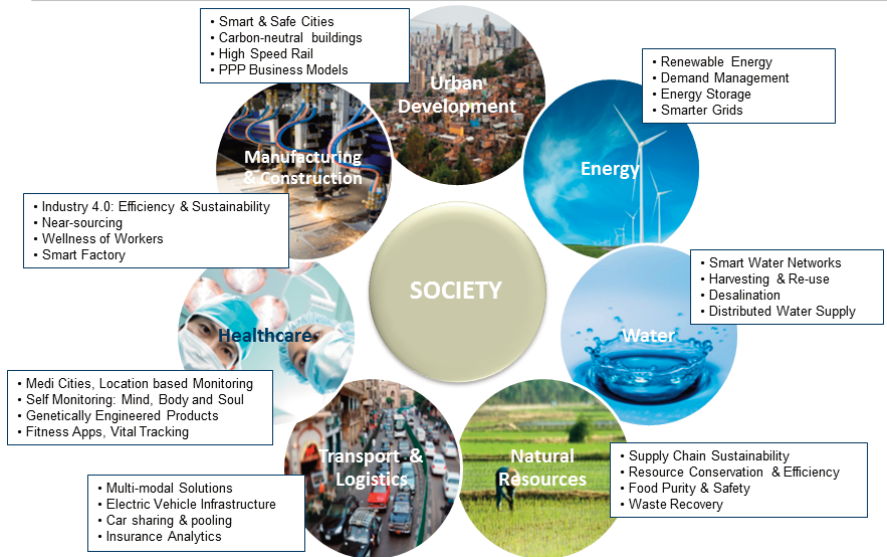 • Smart & Safe Cities
• Carbon-neutral buildings
• High Speed Rail
• PPP Business Models
Urban
Development
• Renewable Energy
• Demand Management
• Energy Storage
• Smarter Grids
Energy
Manufacturing
& Construction
• Industry 4.0: Efficiency & Sustainability
• Near-sourcing
• Wellness of Workers
• Smart Factory
SOCIETY
• Smart Water Networks
• Harvesting & Re-use
• Desalination
• Distributed Water Supply
Water
Healthcare
• Medi Cities, Location based Monitoring
• Self Monitoring: Mind, Body and Soul
• Genetically Engineered Products
• Fitness Apps, Vital Tracking
Transport &
Logistics
• Multi-modal Solutions
• Electric Vehicle Infrastructure
• Car sharing & pooling
• Insurance Analytics
Natural
Resources
• Supply Chain Sustainability
• Resource Conservation & Efficiency
• Food Purity & Safety
• Waste Recovery